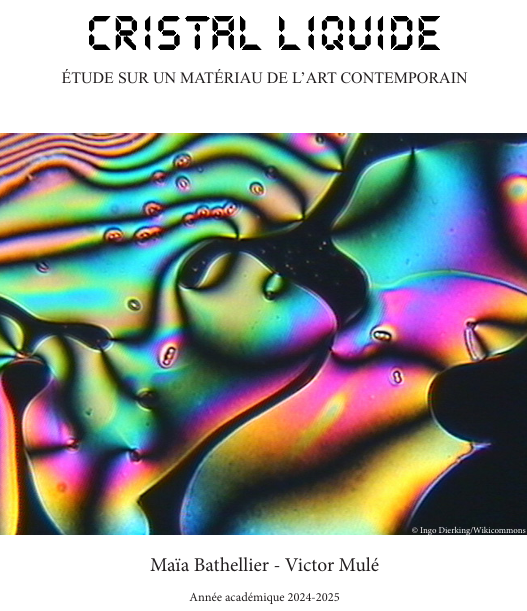 CRISTAL LIQUIDE
ÉTUDE SUR UN MATÉRIAU DE L’ART CONTEMPORAIN
© Ingo Dierking/Wikicommons
Maïa Bathellier - Victor Mulé
Année académique 2024-2025